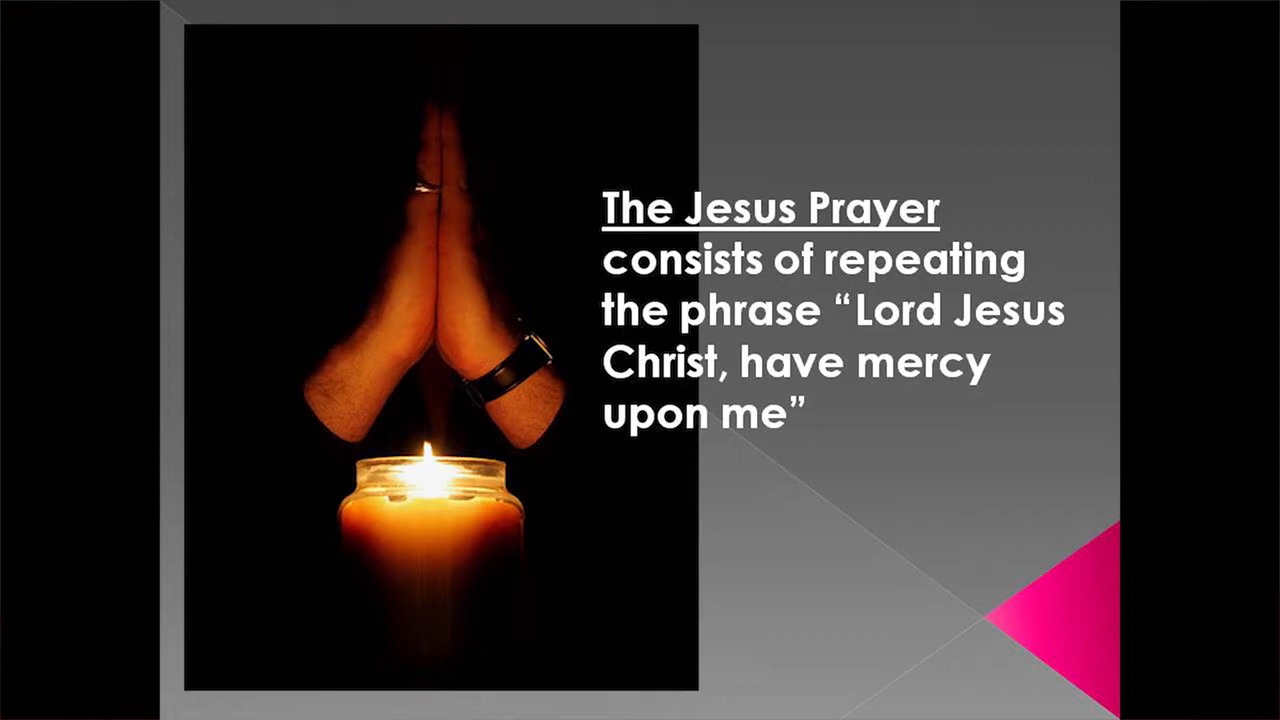 The Jesus Prayer
consists of repeating
the phrase “Lord Jesus
Christ, have mercy
upon me”